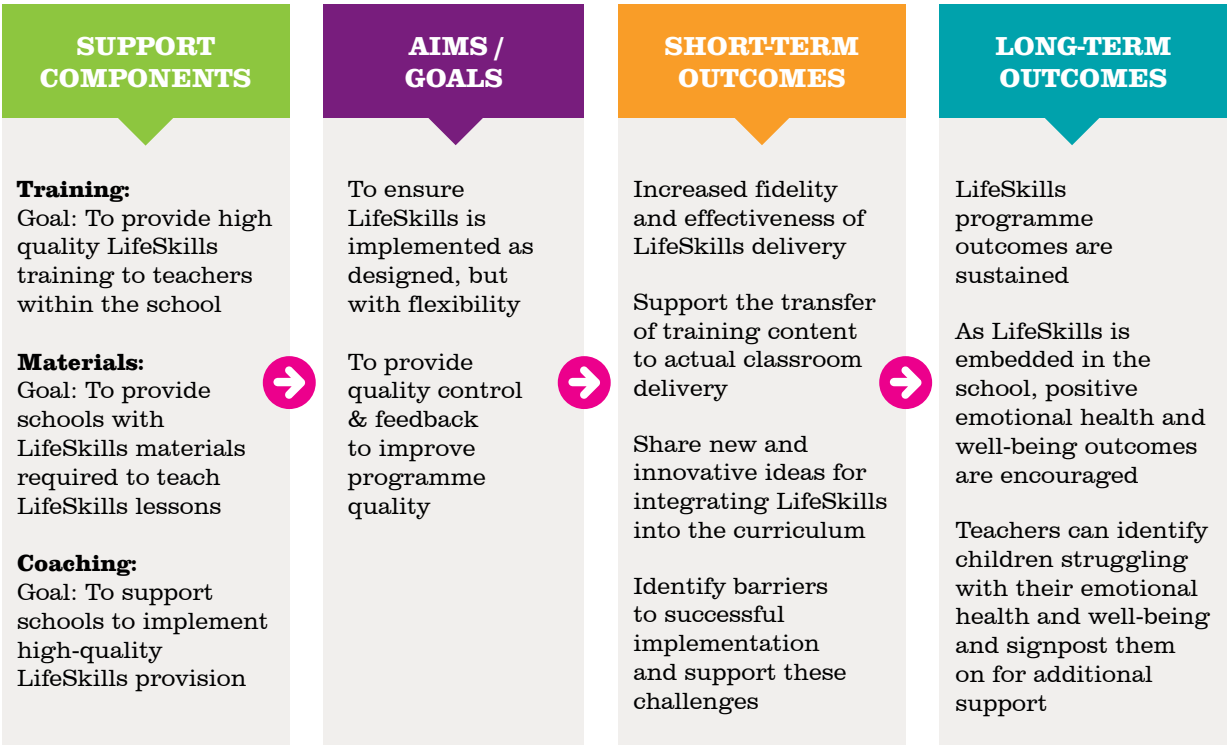 SUPPORT
COMPONENTS
Training:
Goal: To provide high
quality LifeSkills
training to teachers
within the school
Materials:
Goal: To provide
schools with
LifeSkills materials
required to teach
LifeSkills lessons
Coaching:
Goal: To support
schools to implement
high-quality
LifeSkills provision
AIMS /
GOALS
To ensure
LifeSkills is
implemented as
designed, but
with flexibility
To provide
quality control
& feedback
to improve
programme
quality
SHORT-TERM
OUTCOMES
Increased fidelity
and effectiveness of
LifeSkills delivery
Support the transfer
of training content
to actual classroom
delivery
Share new and
innovative ideas for
integrating LifeSkills
into the curriculum
Identify barriers
to successful
implementation
and support these
challenges
LONG-TERM
OUTCOMES
LifeSkills
programme
outcomes are
sustained
As LifeSkills is
embedded in the
school, positive
emotional health and
well-being outcomes
are encouraged
Teachers can identify
children struggling
with their emotional
health and well-being
and signpost them
on for additional
support